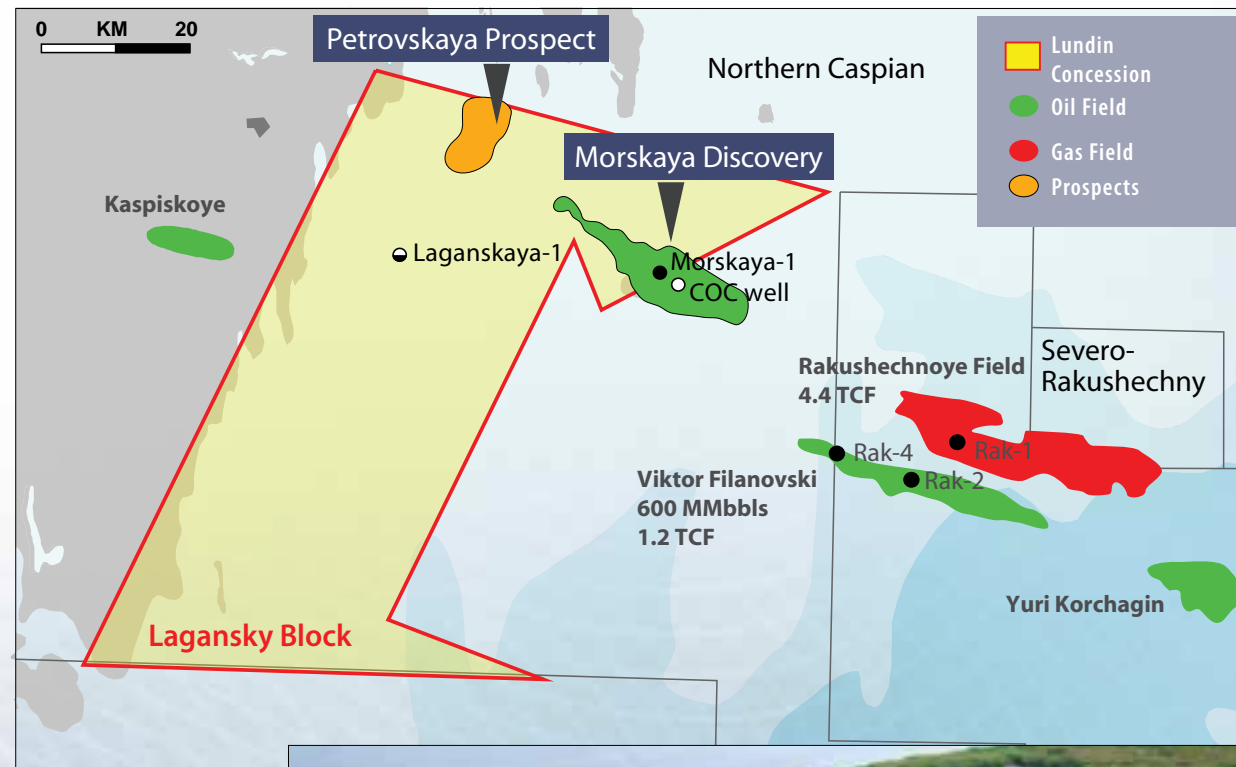 0 KM 20
Petrovskaya Prospect
Northern Caspian
Lundin
Concession
Oil Field
Gas Field
Prospects
Morskaya Discovery
Kaspiskoye
Laganskaya-1
Morskaya-1
COC well
Severo-
Rakushechny
Rakushechnoye Field
4.4 TCF
Rak-1
Rak-4
Rak-2
Viktor Filanovski
600 MMbbls
1.2 TCF
Yuri Korchagin
Lagansky Block